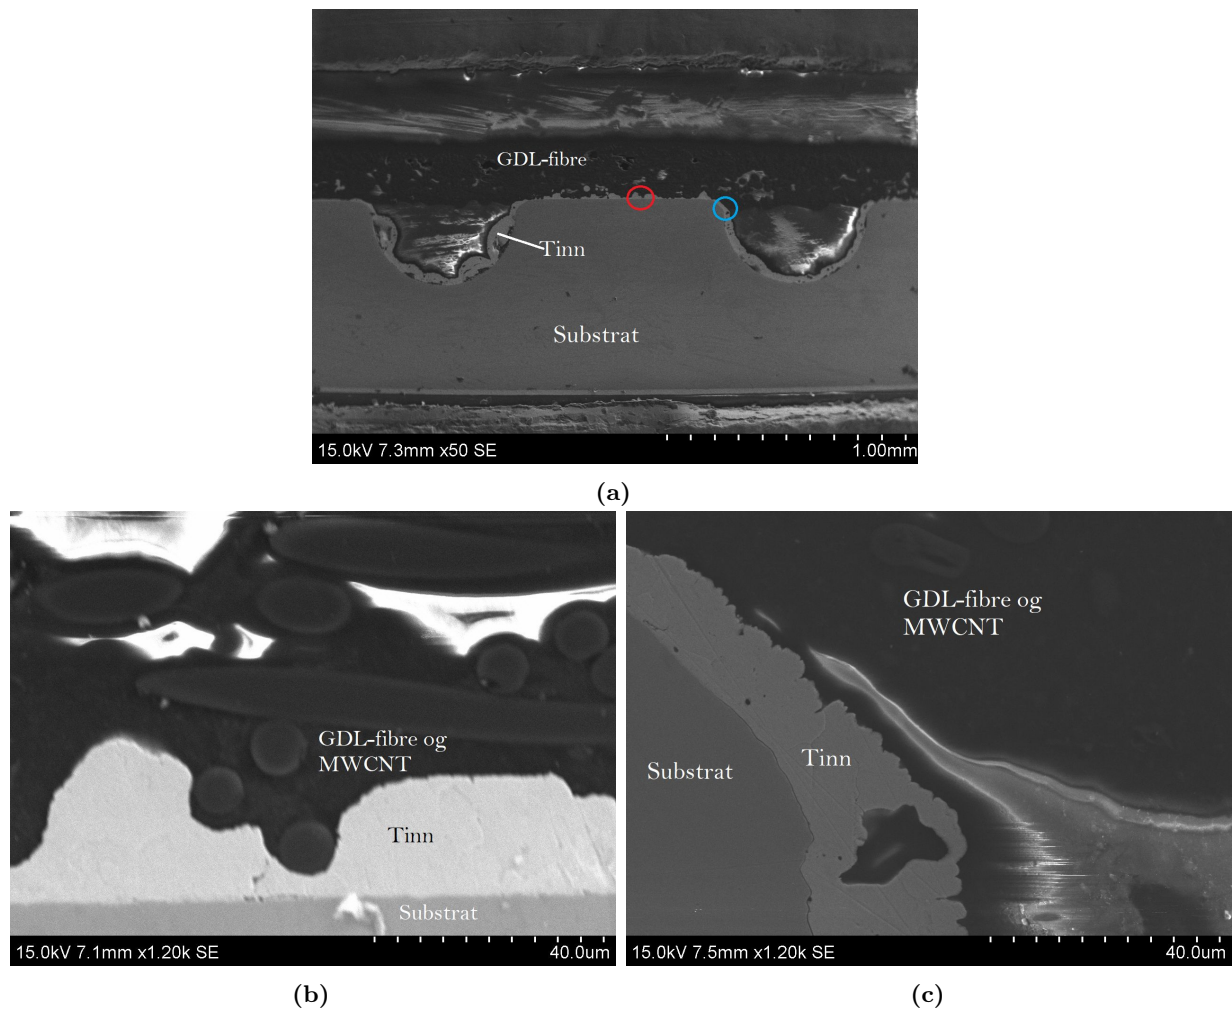 GDL-fibre
Tinn
Substrat
15.0kV 7.3mm x50 SE 1.00mm
(a)
GDL-fibre og
MWCNT
Tinn
Substrat
15.0kV 7.1mm x1.20k SE 40.0um
(b)
GDL-fibre og
MWCNT
Substrat
Tinn
15.0kV 7.5mm x1.20k SE 40.0um
(c)